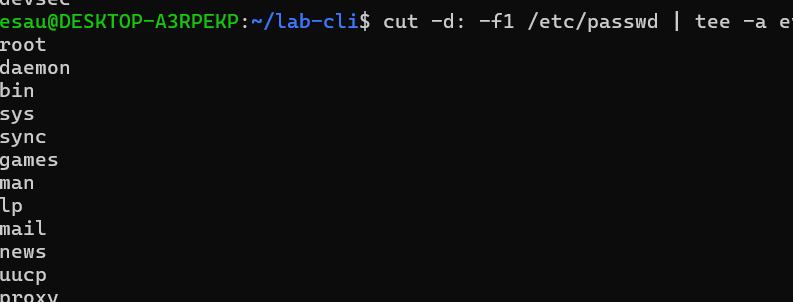 devsec
esau@DESKTOP-A3RPEKP:~/lab-cli$ cut -d: -f1 /etc/passwd | tee -a e
root
daemon
bin
sys
sync
games
man
lp
mail
news
uucp
proxy